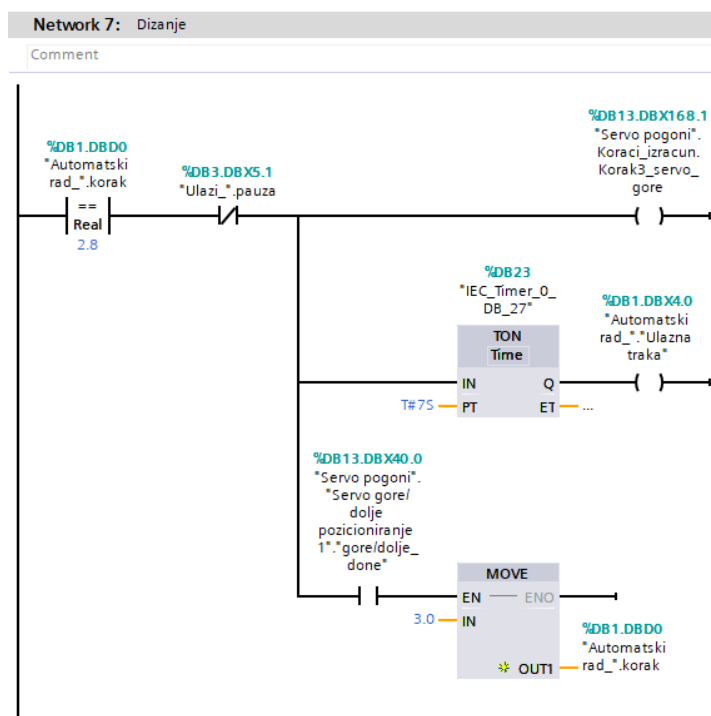 Network 7: Dizanje
Comment
%DB13.DBX168.1
"Servo pogoni".
Koraci_izracun.
Korak3_servo_
gore
%DB1.DBD0
"Automatski
rad_".korak
==
Real
2.8
%DB3.DBX5.1
"Ulazi_".pauza
%DB23
"IEC_Timer_0_
DB_27"
TON
Time
IN
Q
T#7S
PT
ET
...
%DB1.DBX4.0
"Automatski
rad_"."Ulazna
traka"
%DB13.DBX40.0
"Servo pogoni".
"Servo gore/
dolje
pozicioniranje
1"."gore/dolje_
done"
MOVE
EN
ENO
3.0
IN
OUT1
%DB1.DBD0
"Automatski
rad_".korak